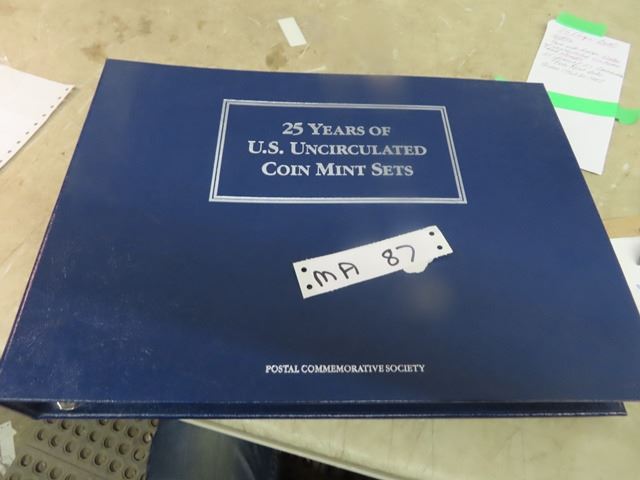 25 YEARS OF
U.S. UNCIRCULATED
COIN MINT SETS
MA 87
POSTAL COMMEMORATIVE SOCIETY